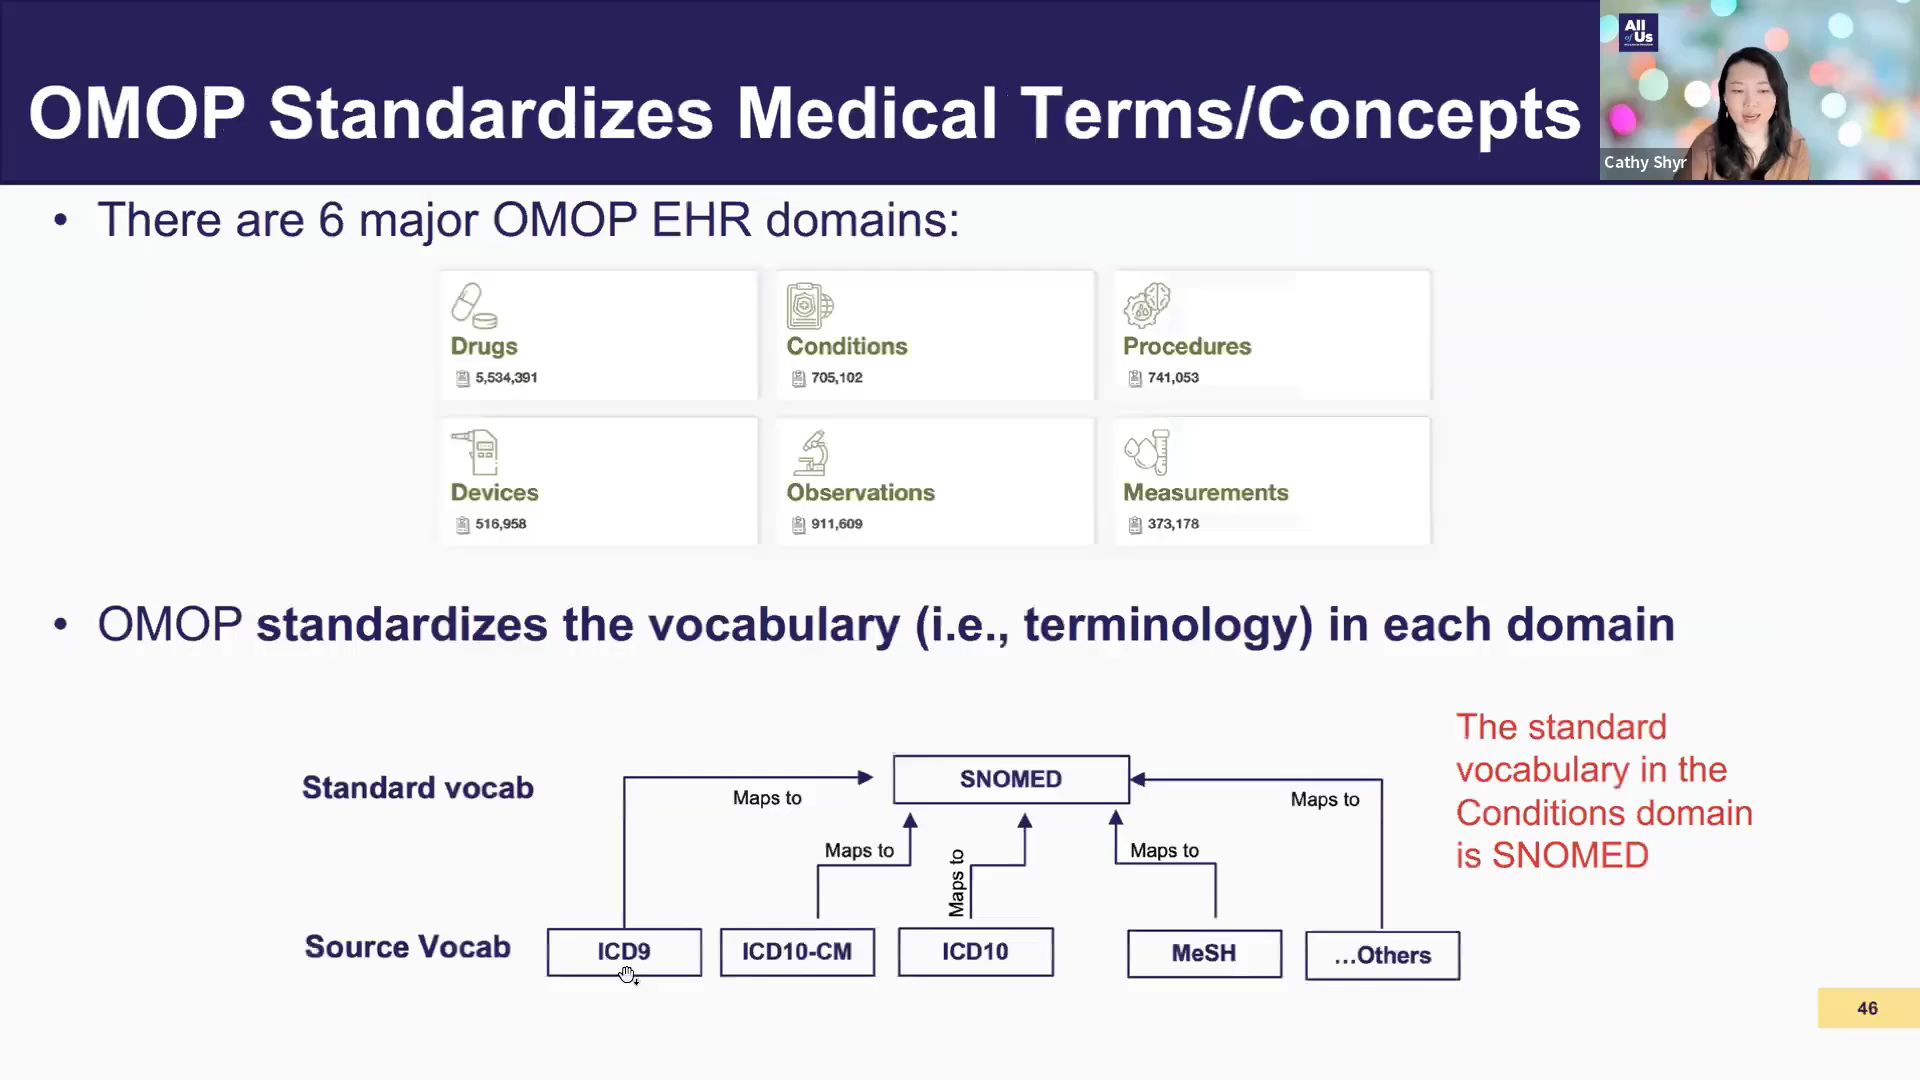 OMOP Standardizes Medical Terms/Concepts
All
of Us
Cathy Shyr
• There are 6 major OMOP EHR domains:
Drugs
5,534,391
Conditions
705,102
Procedures
741,053
Devices
516,958
Observations
911,609
Measurements
373,178
• OMOP standardizes the vocabulary (i.e., terminology) in each domain
The standard
vocabulary in the
Conditions domain
is SNOMED
Standard vocab
SNOMED
Maps to
Maps to
Maps to
Maps to
Maps to
Source Vocab
ICD9
ICD10-CM
ICD10
MeSH
...Others
46